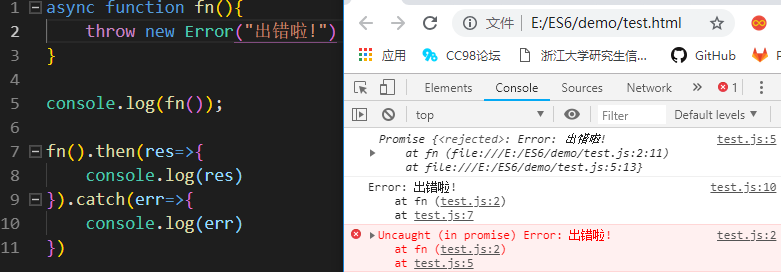 1 async function fn(){
2 throw new Error("出错啦!")
3 }
4
5 console.log(fn());
6
7 fn().then(res=>{
8 console.log(res)
9 }).catch(err=>{
10 console.log(err)
11 })
文件 | E:/ES6/demo/test.html
应用 CC98论坛 浙江大学研究生信… GitHub P
Elements Console Sources Network » 1
top Filter Default levels
Promise {<rejected>: Error: 出错啦! test.js:5
at fn (file:///E:/ES6/demo/test.js:2:11)
at file:///E:/ES6/demo/test.js:5:13}
Error: 出错啦! test.js:10
at fn (test.js:2)
at test.js:7
Uncaught (in promise) Error: 出错啦! test.js:2
at fn (test.js:2)
at test.js:5